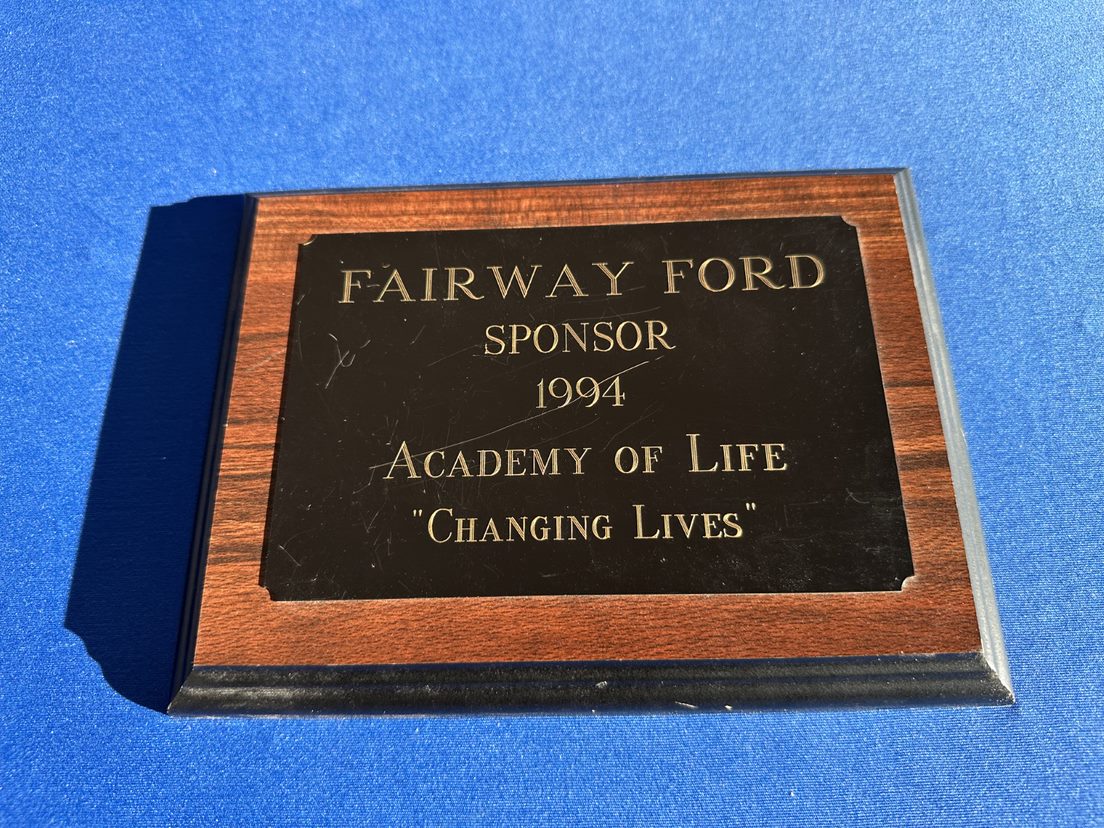 FAIRWAY FORD
SPONSOR
1994
ACADEMY OF LIFE
"CHANGING LIVES"